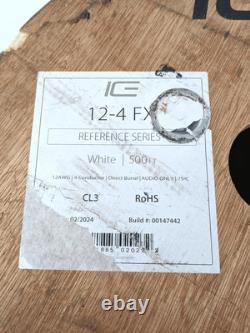 ICE
12-4 FX
REFERENCE SERIES
White | 500FT
12AWG | 4 Conductor | Direct Burial | AUDIO ONLY | 75°C
CL3 RoHS
02/2024 Build #: 00147442